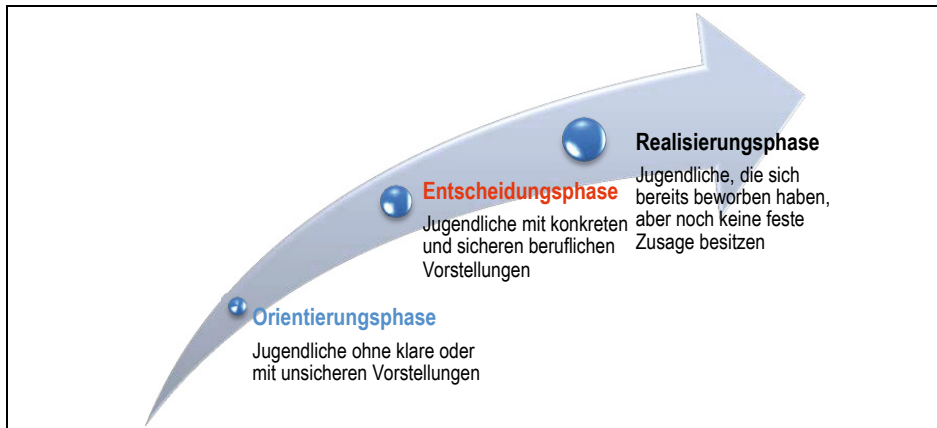 Realisierungsphase
Jugendliche, die sich
bereits beworben haben,
aber noch keine feste
Zusage besitzen
Entscheidungsphase
Jugendliche mit konkreten
und sicheren beruflichen
Vorstellungen
Orientierungsphase
Jugendliche ohne klare oder
mit unsicheren Vorstellungen